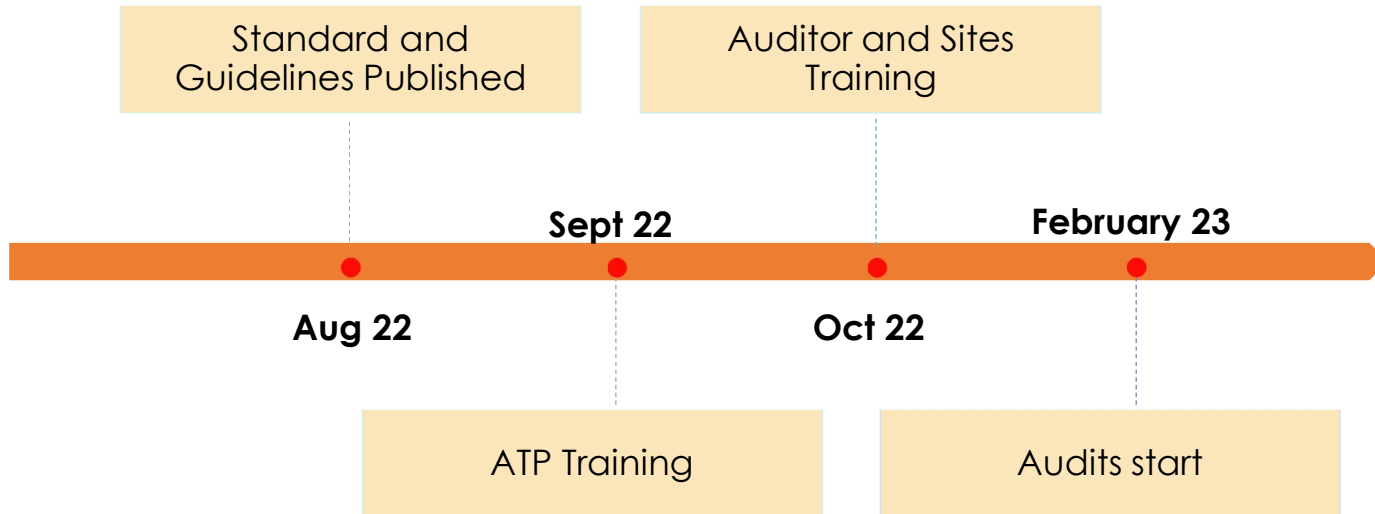 Standard and
Guidelines Published
Auditor and Sites
Training
Sept 22
February 23
Aug 22
Oct 22
ATP Training
Audits start